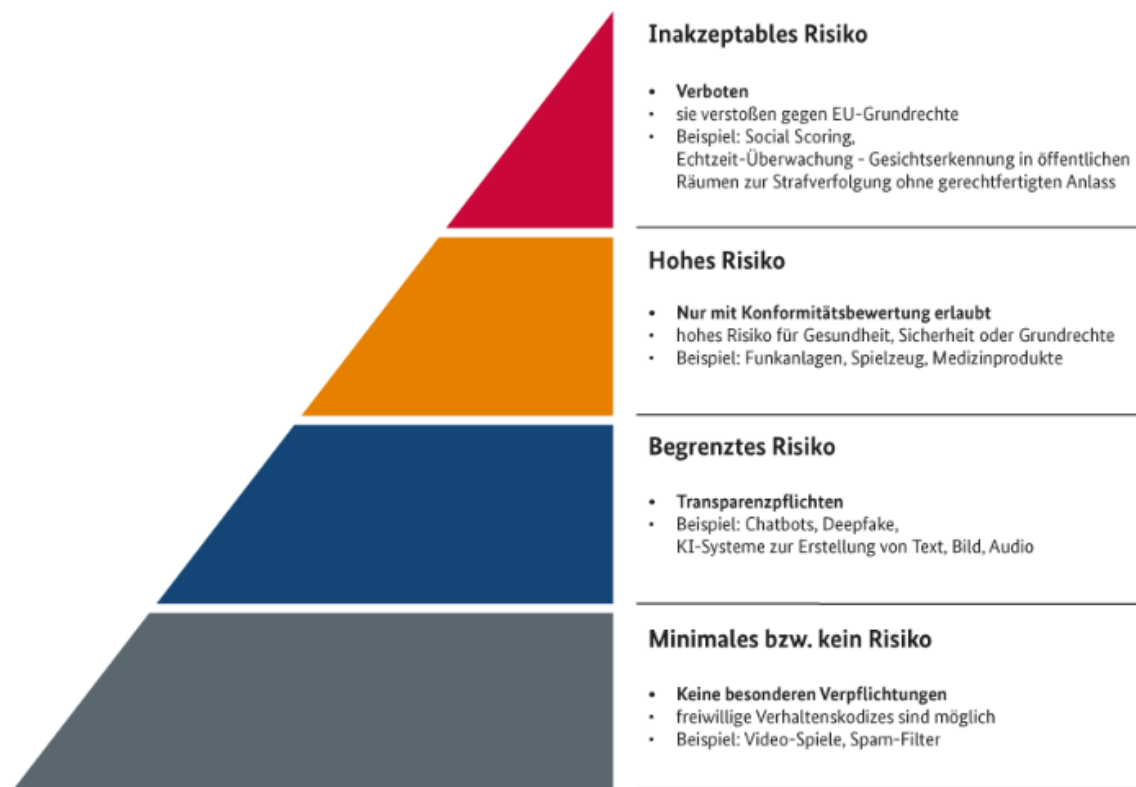 Inakzeptables Risiko
• Verboten
• sie verstoßen gegen EU-Grundrechte
• Beispiel: Social Scoring,
Echtzeit-Überwachung - Gesichtserkennung in öffentlichen
Räumen zur Strafverfolgung ohne gerechtfertigten Anlass
Hohes Risiko
• Nur mit Konformitätsbewertung erlaubt
• hohes Risiko für Gesundheit, Sicherheit oder Grundrechte
• Beispiel: Funkanlagen, Spielzeug, Medizinprodukte
Begrenztes Risiko
• Transparenzpflichten
• Beispiel: Chatbots, Deepfake,
KI-Systeme zur Erstellung von Text, Bild, Audio
Minimales bzw. kein Risiko
• Keine besonderen Verpflichtungen
• freiwillige Verhaltenskodizes sind möglich
• Beispiel: Video-Spiele, Spam-Filter